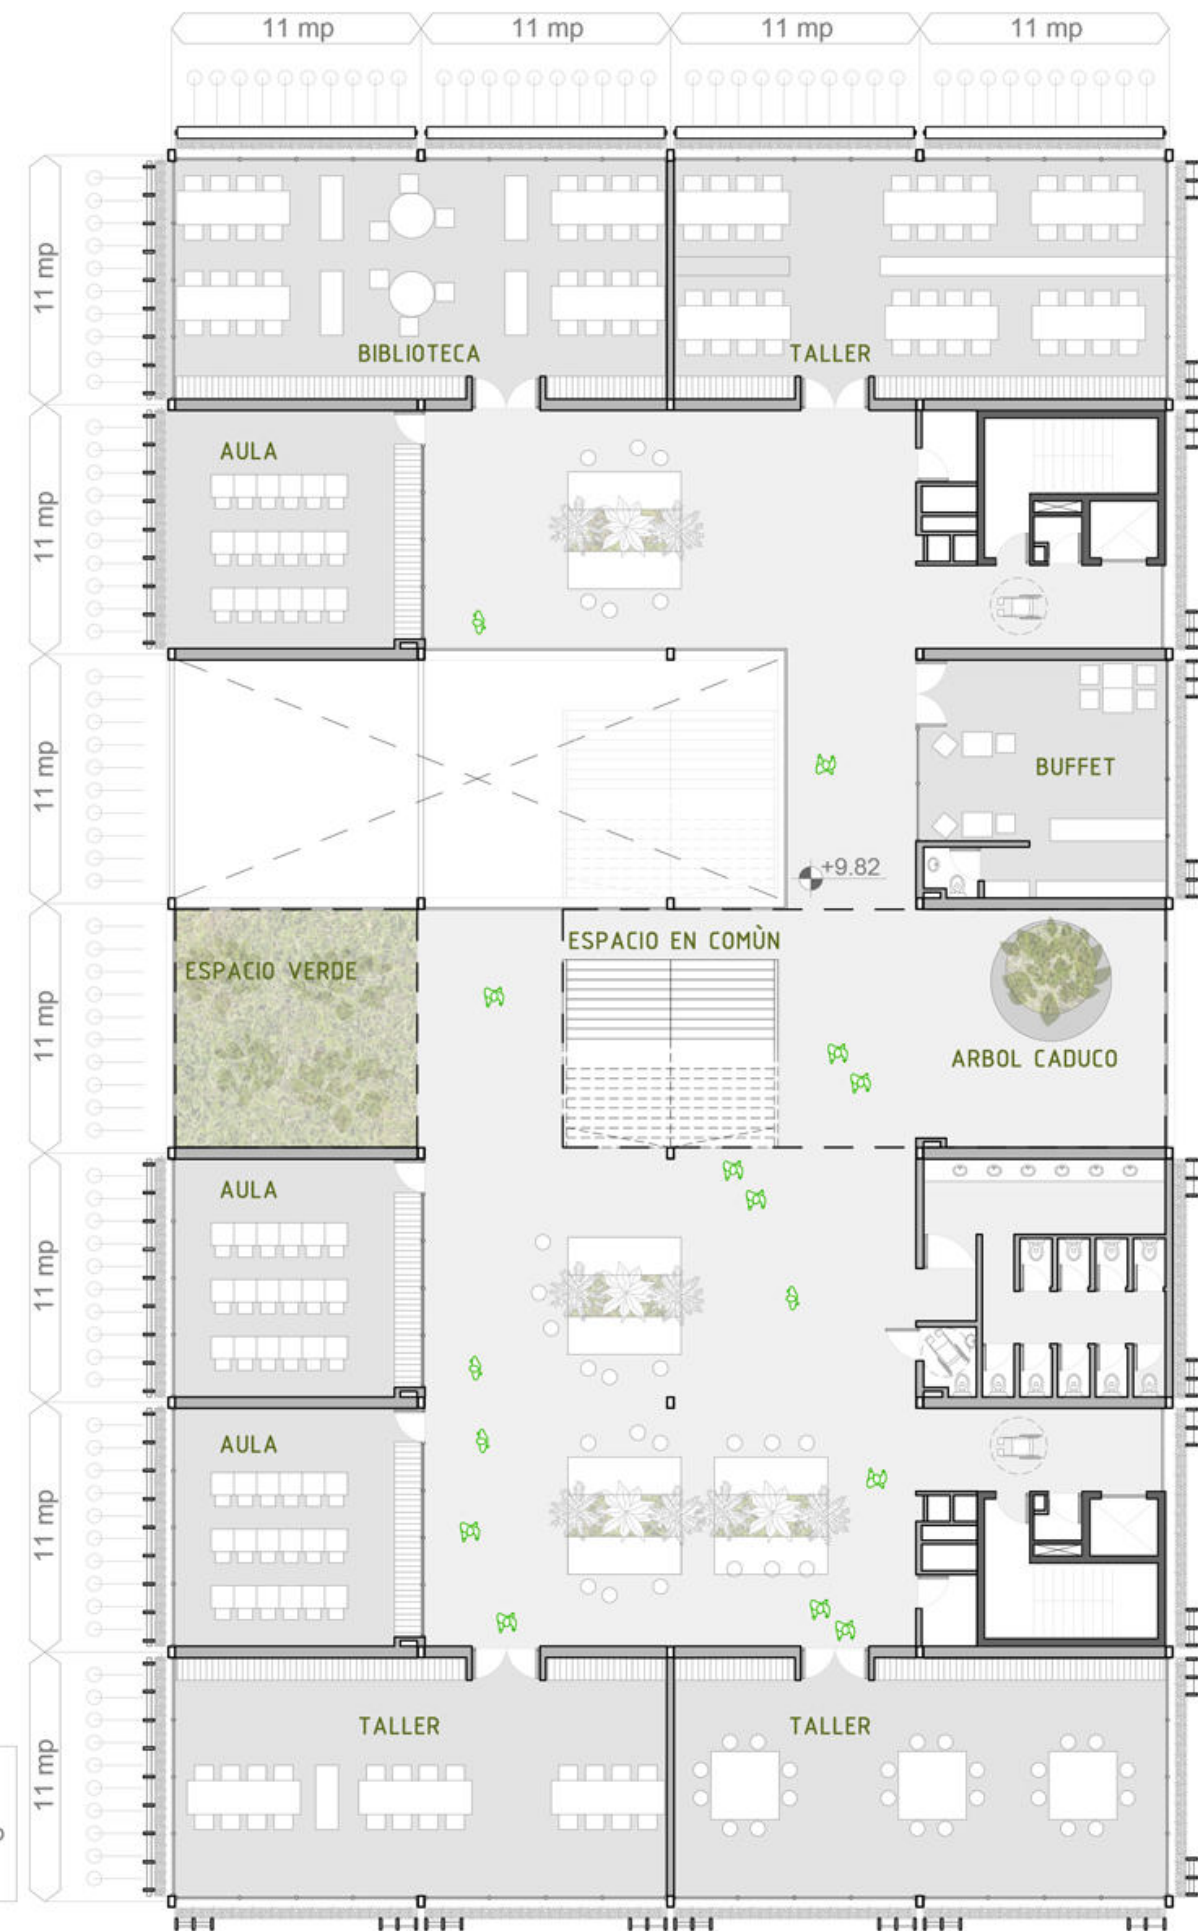 11 mp 11 mp 11 mp 11 mp
11 mp
BIBLIOTECA
TALLER
11 mp
AULA
11 mp
BUFFET
+9.82
11 mp
ESPACIO VERDE
ESPACIO EN COMÙN
ARBOL CADUCO
11 mp
AULA
11 mp
AULA
11 mp
TALLER
TALLER